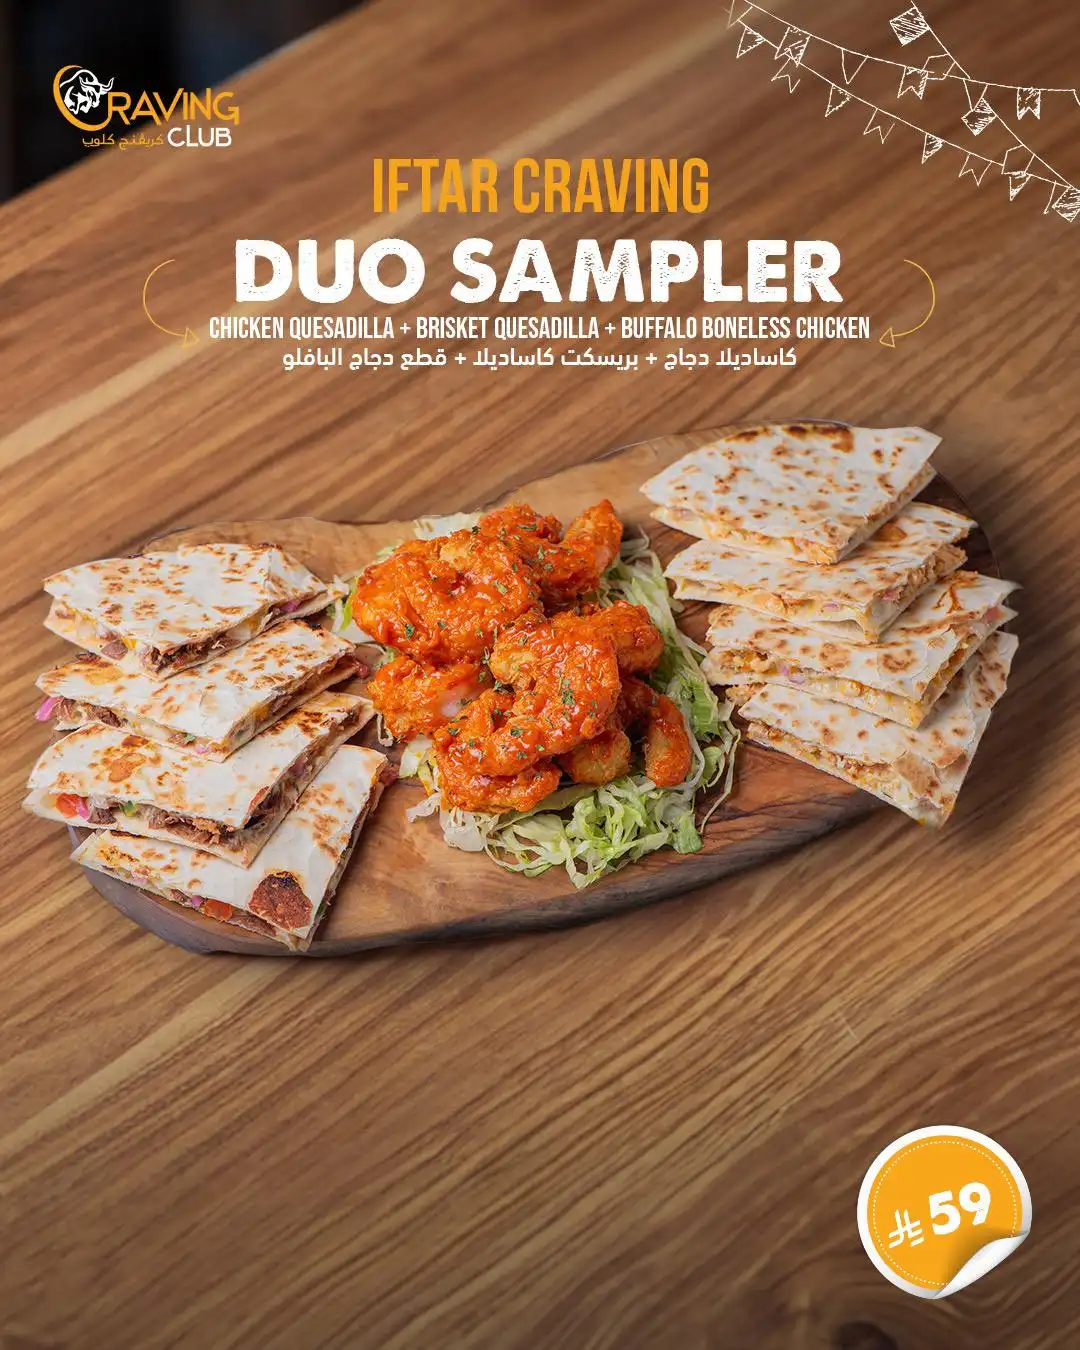 CRAVING
كريڤنج كلوب CLUB
IFTAR CRAVING
DUO SAMPLER
CHICKEN QUESADILLA + BRISKET QUESADILLA + BUFFALO BONELESS CHICKEN
كاساديلا دجاج + بريسكت كاساديلا + قطع دجاج البافلو
⃁ 59